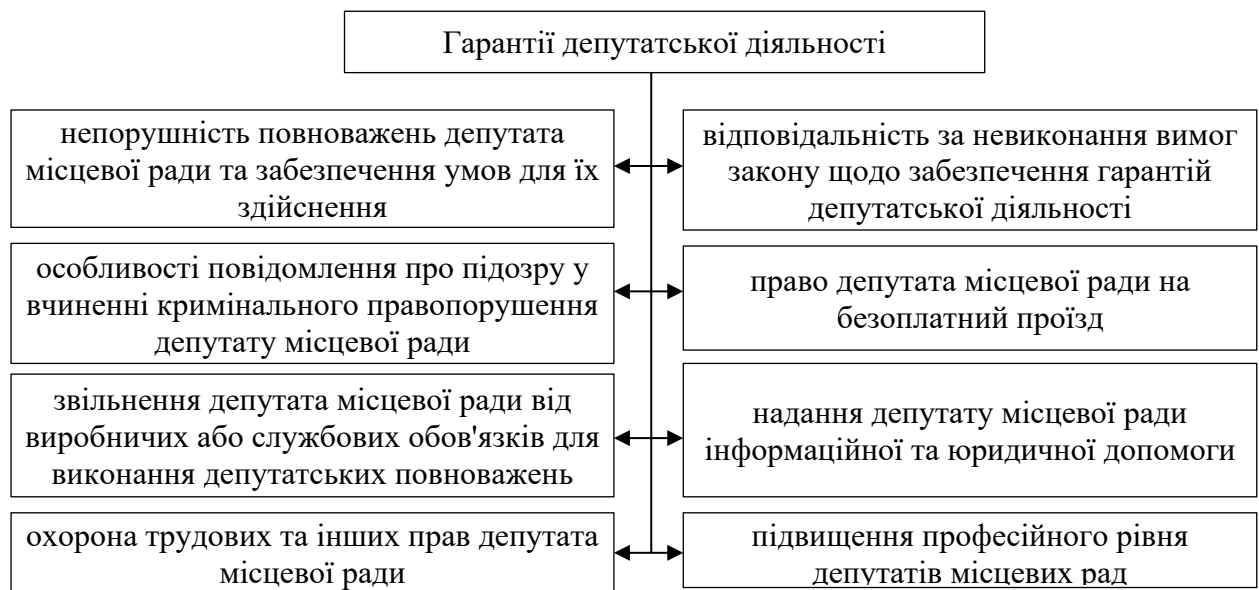 Гарантії депутатської діяльності
непорушність повноважень депутата
місцевої ради та забезпечення умов для їх
здійснення
відповідальність за невиконання вимог
закону щодо забезпечення гарантій
депутатської діяльності
особливості повідомлення про підозру у
вчиненні кримінального правопорушення
депутату місцевої ради
право депутата місцевої ради на
безоплатний проїзд
звільнення депутата місцевої ради від
виробничих або службових обов'язків для
виконання депутатських повноважень
надання депутату місцевої ради
інформаційної та юридичної допомоги
охорона трудових та інших прав депутата
місцевої ради
підвищення професійного рівня
депутатів місцевих рад